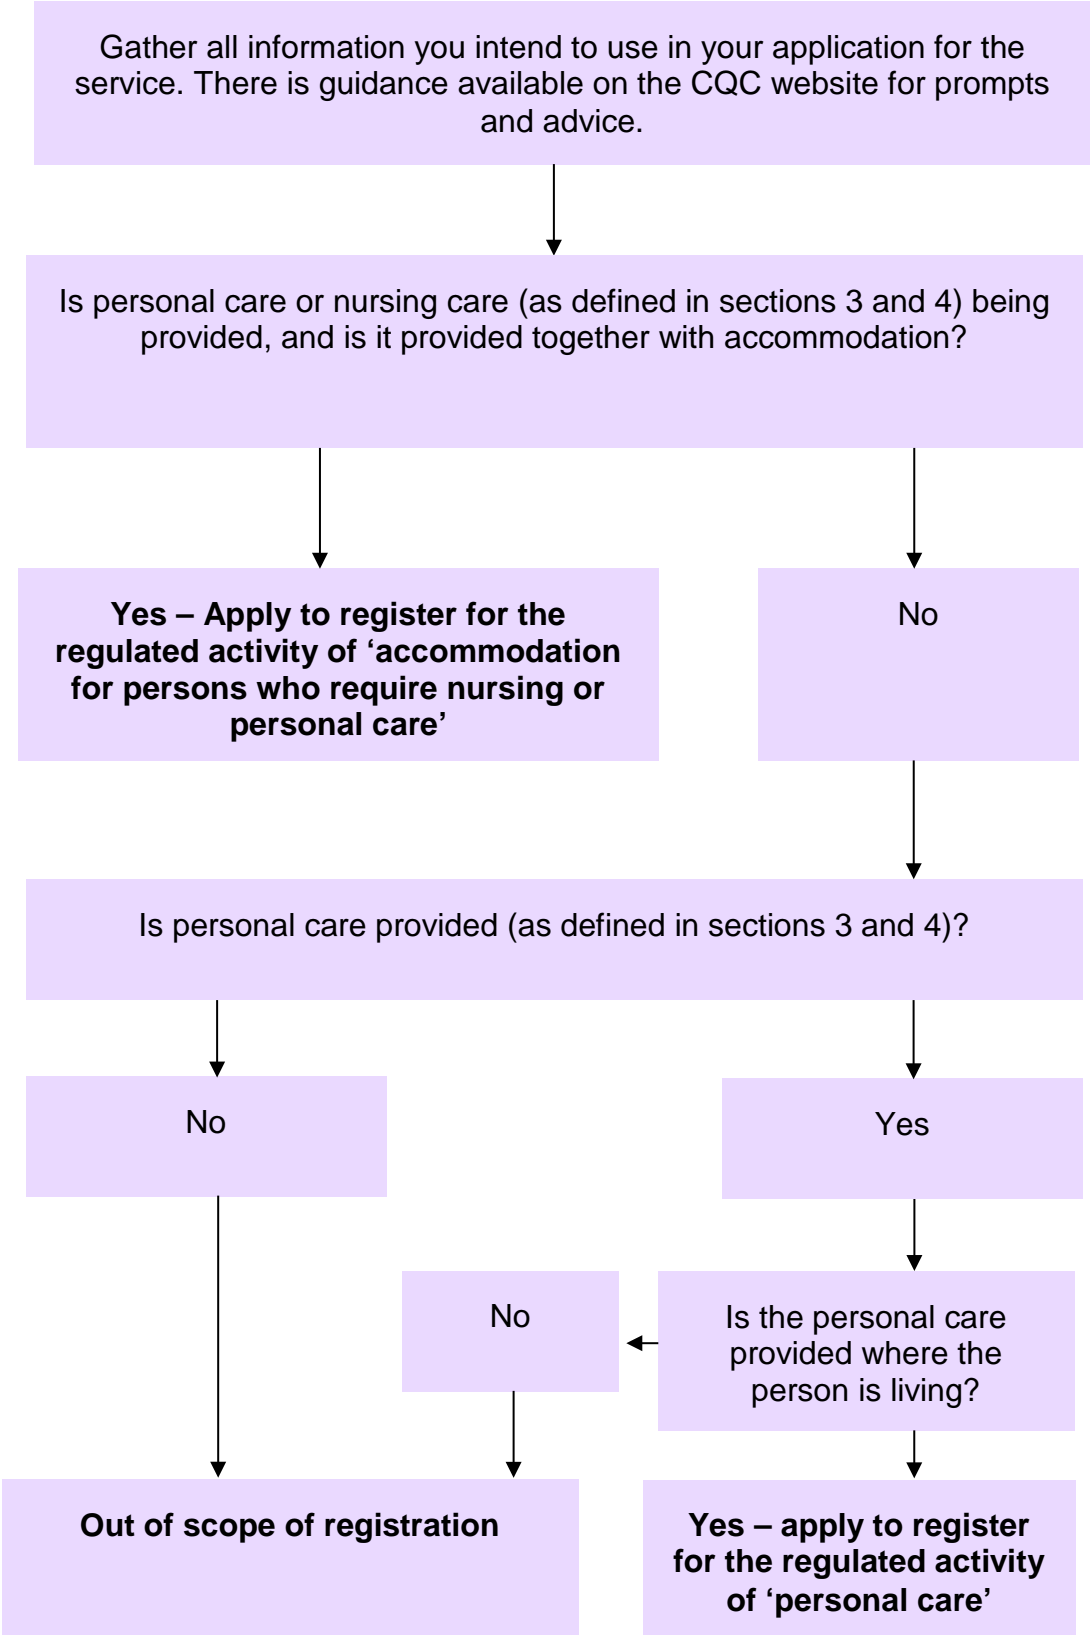 Gather all information you intend to use in your application for the
service. There is guidance available on the CQC website for prompts
and advice.
Is personal care or nursing care (as defined in sections 3 and 4) being
provided, and is it provided together with accommodation?
Yes – Apply to register for the
regulated activity of ‘accommodation
for persons who require nursing or
personal care’
No
Is personal care provided (as defined in sections 3 and 4)?
No
Yes
No
Is the personal care
provided where the
person is living?
Out of scope of registration
Yes – apply to register
for the regulated activity
of ‘personal care’